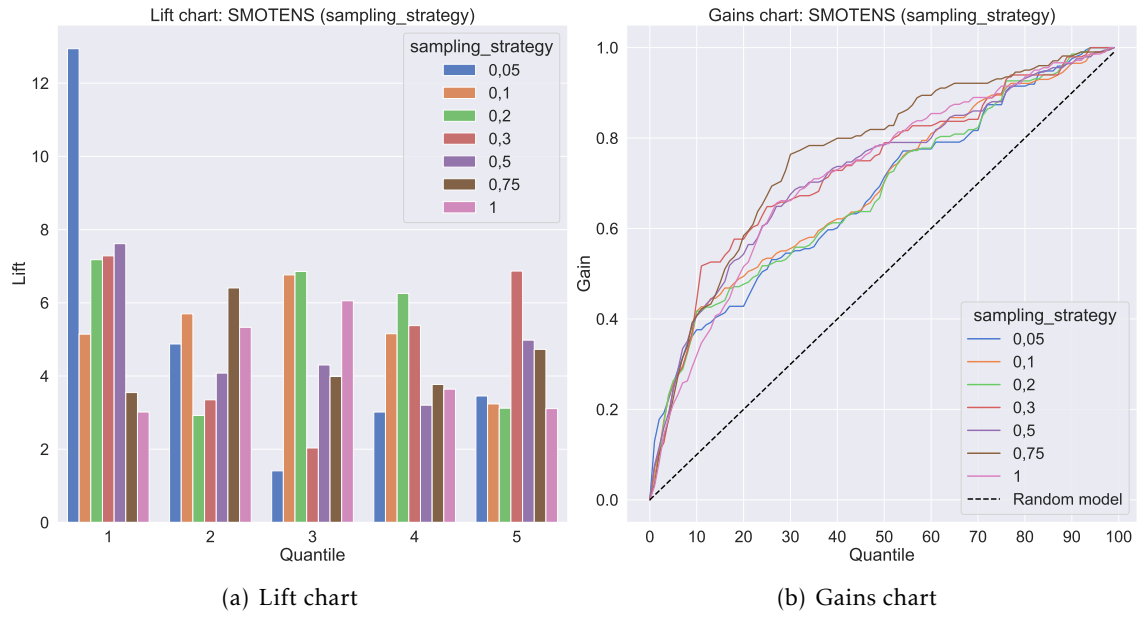 Lift chart: SMOTENS (sampling_strategy)
12
10
8
6
4
2
0
Lift
sampling_strategy
0,05
0,1
0,2
0,3
0,5
0,75
1
1 2 3 4 5
Quantile
(a) Lift chart
Gains chart: SMOTENS (sampling_strategy)
1.0
0.8
0.6
0.4
0.2
0.0
Gain
sampling_strategy
0,05
0,1
0,2
0,3
0,5
0,75
1
Random model
0 10 20 30 40 50 60 70 80 90 100
Quantile
(b) Gains chart